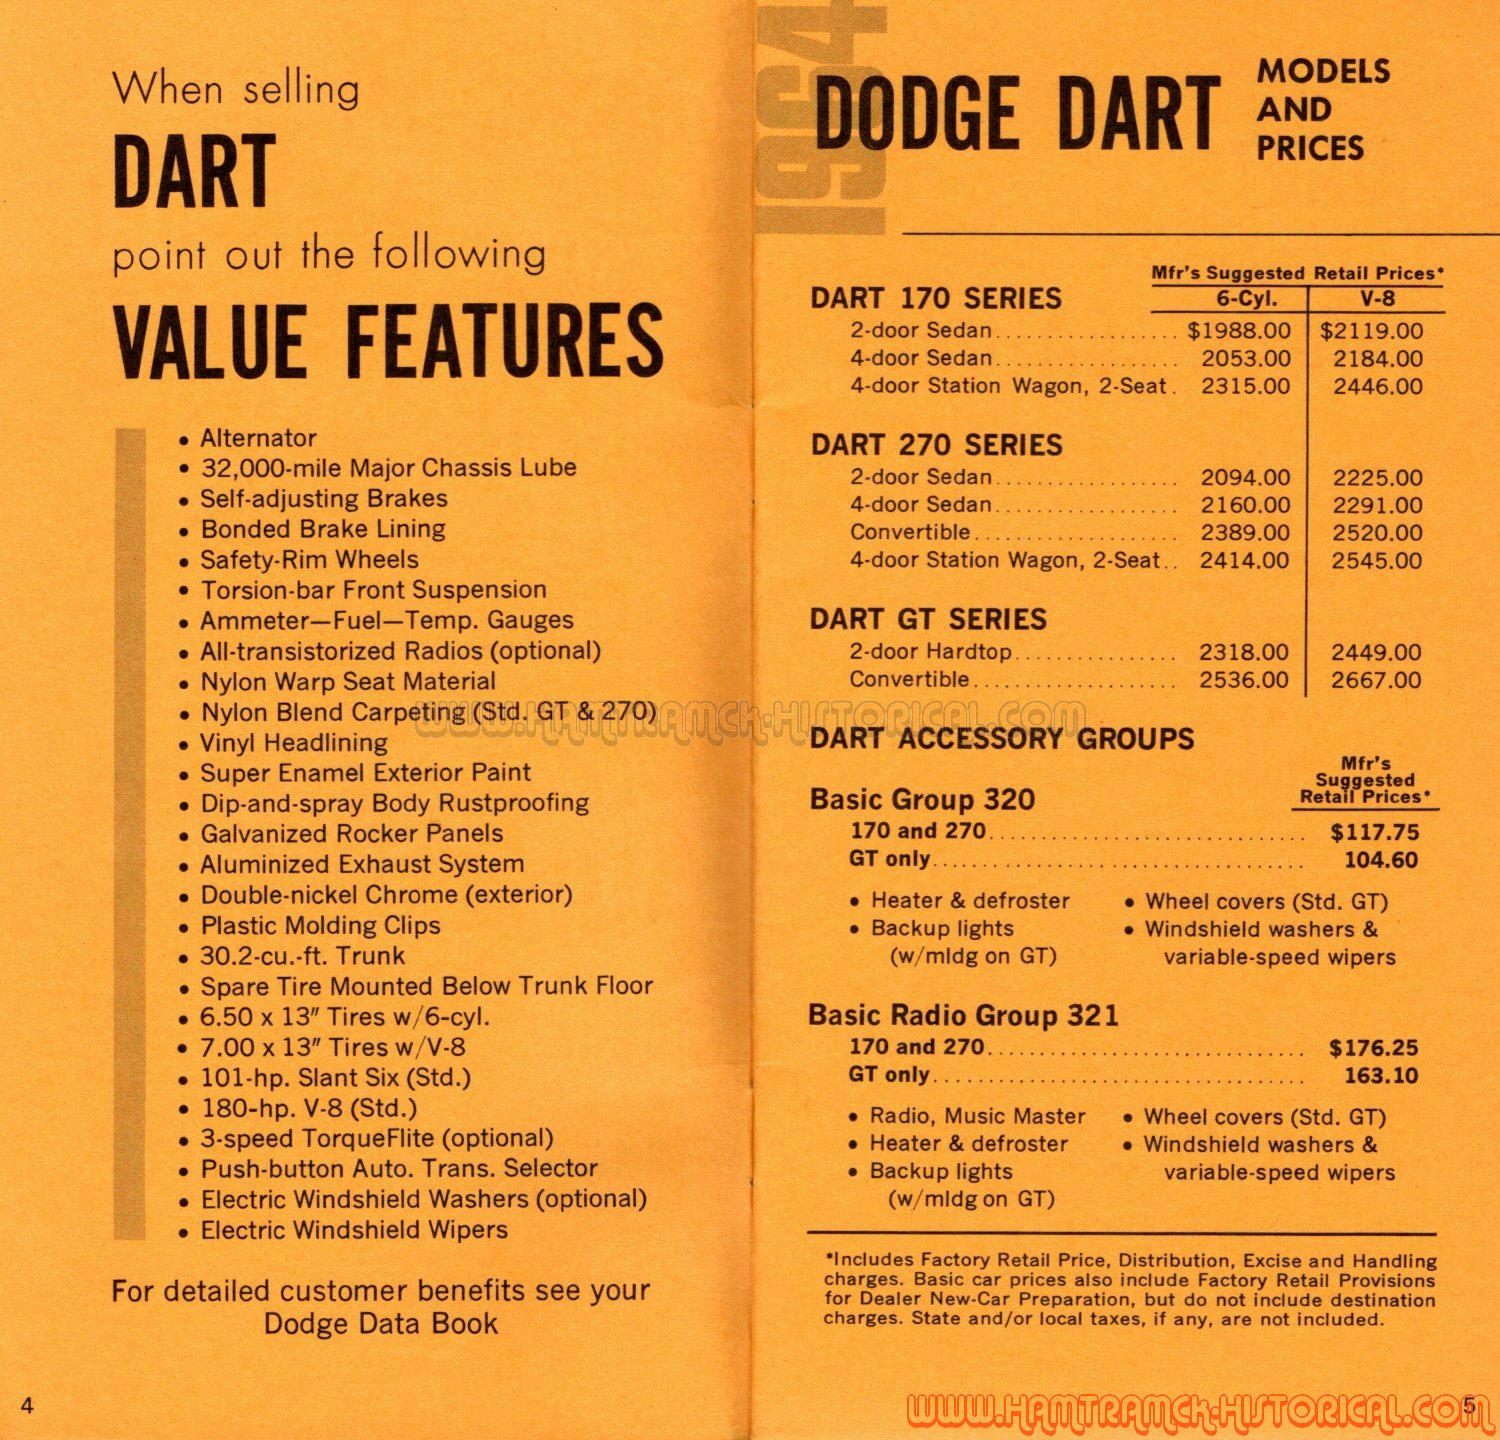 When selling
DART
point out the following
VALUE FEATURES
• Alternator
• 32,000-mile Major Chassis Lube
• Self-adjusting Brakes
• Bonded Brake Lining
• Safety-Rim Wheels
• Torsion-bar Front Suspension
• Ammeter—Fuel—Temp. Gauges
• All-transistorized Radios (optional)
• Nylon Warp Seat Material
• Nylon Blend Carpeting (Std. GT & 270)
• Vinyl Headlining
• Super Enamel Exterior Paint
• Dip-and-spray Body Rustproofing
• Galvanized Rocker Panels
• Aluminized Exhaust System
• Double-nickel Chrome (exterior)
• Plastic Molding Clips
• 30.2-cu.-ft. Trunk
• Spare Tire Mounted Below Trunk Floor
• 6.50 x 13" Tires w/6-cyl.
• 7.00 x 13" Tires w/V-8
• 101-hp. Slant Six (Std.)
• 180-hp. V-8 (Std.)
• 3-speed TorqueFlite (optional)
• Push-button Auto. Trans. Selector
• Electric Windshield Washers (optional)
• Electric Windshield Wipers
For detailed customer benefits see your
Dodge Data Book
4
1964
DODGE DART
MODELS
AND
PRICES
Mfr's Suggested Retail Prices*
DART 170 SERIES 6-Cyl. V-8
2-door Sedan................. $1988.00 $2119.00
4-door Sedan................. 2053.00 2184.00
4-door Station Wagon, 2-Seat. 2315.00 2446.00
DART 270 SERIES
2-door Sedan................. 2094.00 2225.00
4-door Sedan................. 2160.00 2291.00
Convertible................... 2389.00 2520.00
4-door Station Wagon, 2-Seat.. 2414.00 2545.00
DART GT SERIES
2-door Hardtop............... 2318.00 2449.00
Convertible................... 2536.00 2667.00
www.Hamtramck-Historical.com
DART ACCESSORY GROUPS
Mfr's
Suggested
Retail Prices*
Basic Group 320
170 and 270.............................. $117.75
GT only................................... 104.60
• Heater & defroster • Wheel covers (Std. GT)
• Backup lights • Windshield washers &
(w/mldg on GT) variable-speed wipers
Basic Radio Group 321
170 and 270.............................. $176.25
GT only................................... 163.10
• Radio, Music Master • Wheel covers (Std. GT)
• Heater & defroster • Windshield washers &
• Backup lights variable-speed wipers
(w/mldg on GT)
*Includes Factory Retail Price, Distribution, Excise and Handling
charges. Basic car prices also include Factory Retail Provisions
for Dealer New-Car Preparation, but do not include destination
charges. State and/or local taxes, if any, are not included.
5
www.Hamtramck-Historical.com